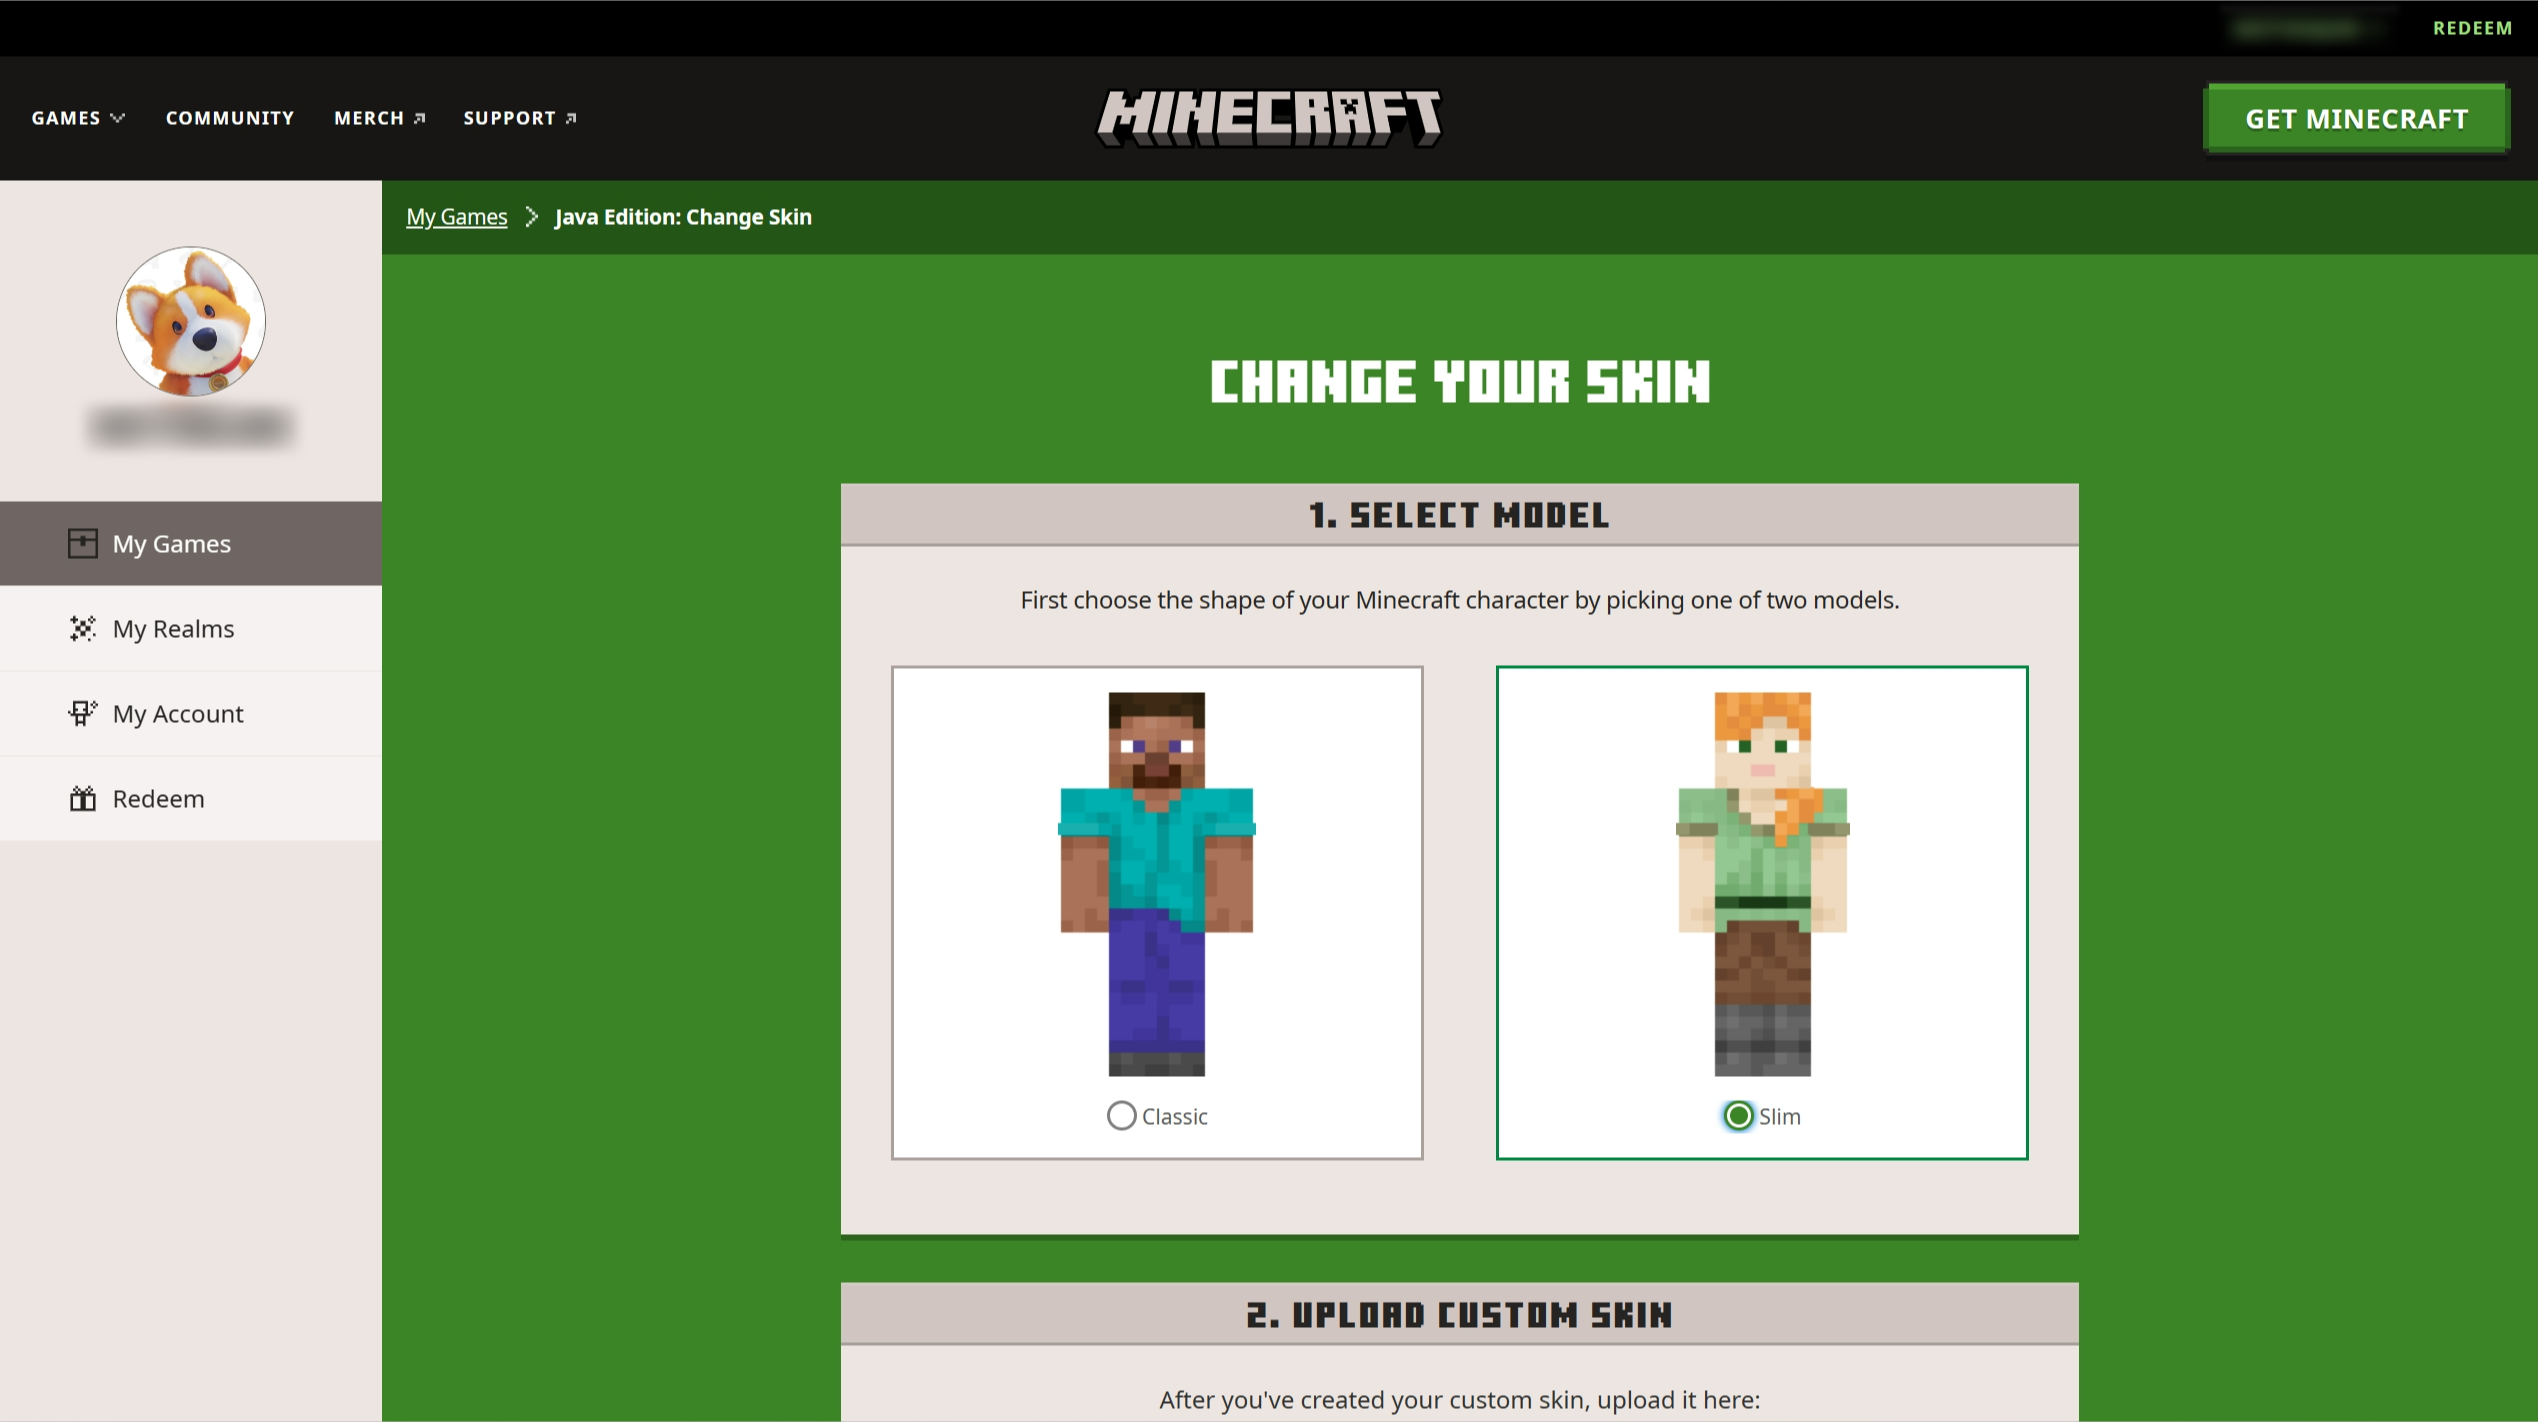 REDEEM
GAMES
COMMUNITY
MERCH
SUPPORT
MINECRAFT
GET MINECRAFT
My Games
Java Edition: Change Skin
My Games
My Realms
My Account
Redeem
CHANGE YOUR SKIN
1. SELECT MODEL
First choose the shape of your Minecraft character by picking one of two models.
Classic
Slim
2. UPLOAD CUSTOM SKIN
After you've created your custom skin, upload it here: